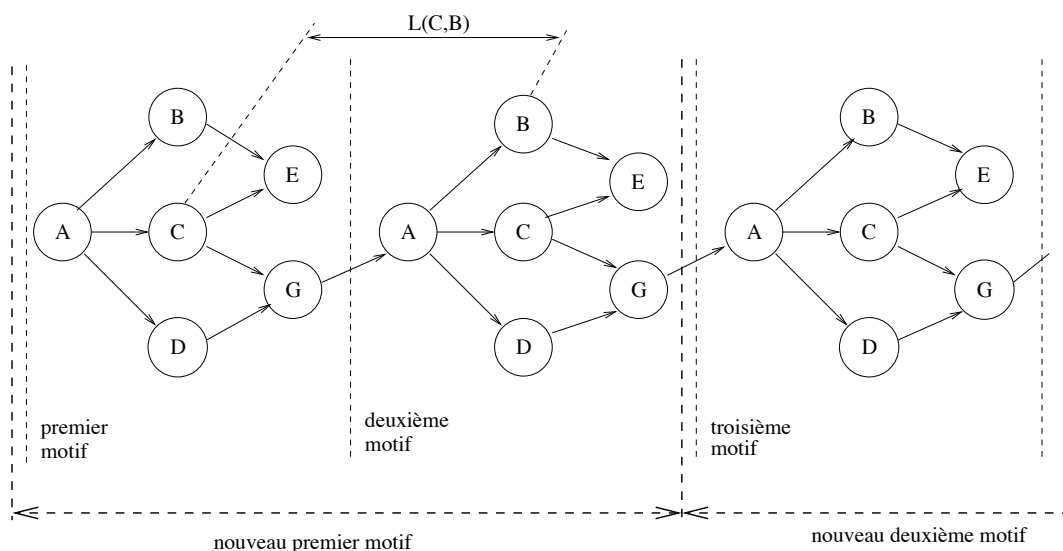 L(C,B)
B
E
A
C
G
D
B
E
A
C
G
D
B
E
A
C
G
D
premier
motif
deuxième
motif
troisième
motif
nouveau premier motif
nouveau deuxième motif